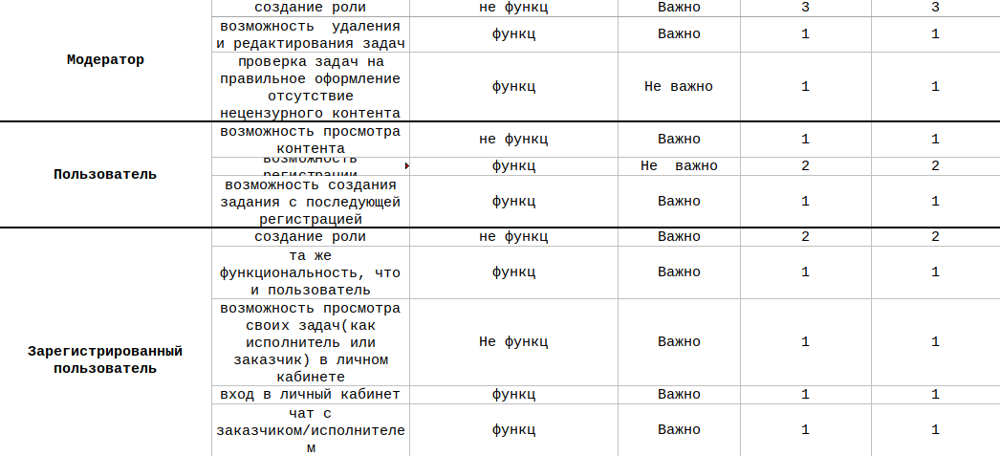 создание роли не функц Важно 3 3
Модератор
возможность удаления
и редактирования задач
функц Важно 1 1
проверка задач на
правильное оформление
отсутствие
нецензурного контента
функц Не важно 1 1
Пользователь
возможность просмотра
контента
не функц Важно 1 1
возможность
регистрации
функц Не важно 2 2
возможность создания
задания с последующей
регистрацией
функц Важно 1 1
Зарегистрированный
пользователь
создание роли не функц Важно 2 2
та же
функциональность, что
и пользователь
функц Важно 1 1
возможность просмотра
своих задач(как
исполнитель или
заказчик) в личном
кабинете
Не функц Важно 1 1
вход в личный кабинет функц Важно 1 1
чат с
заказчиком/исполнителе
м
функц Важно 1 1